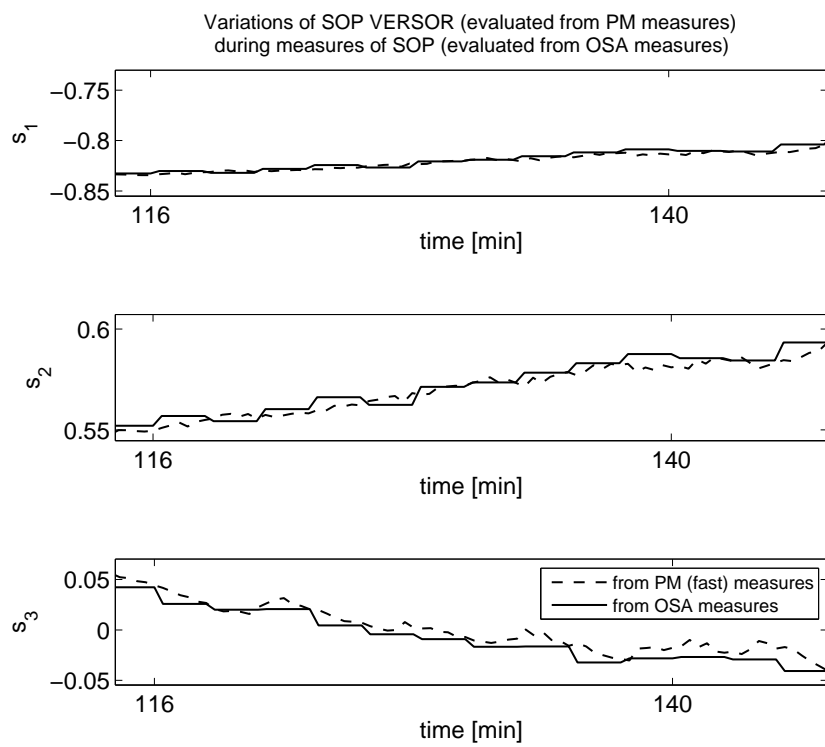 Variations of SOP VERSOR (evaluated from PM measures)
during measures of SOP (evaluated from OSA measures)
−0.75
−0.8
−0.85
s1
116
140
time [min]
0.6
0.55
s2
116
140
time [min]
0.05
0
−0.05
s3
from PM (fast) measures
from OSA measures
116
140
time [min]